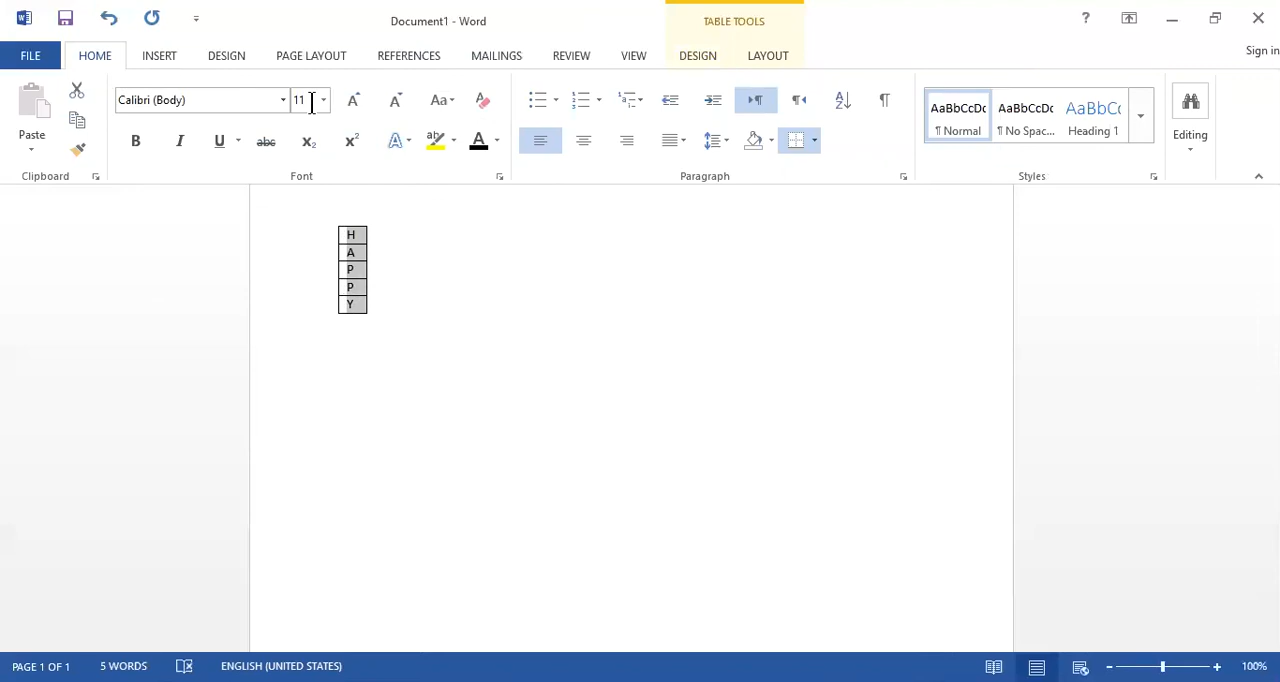 Document1 - Word
TABLE TOOLS
?
FILE HOME INSERT DESIGN PAGE LAYOUT REFERENCES MAILINGS REVIEW VIEW DESIGN LAYOUT Sign in
Calibri (Body) 11 Aa AaBbCcDc AaBbCcDc AaBbC
Paste B I U abc X₂ X² A A ¶ Normal ¶ No Spac... Heading 1 Editing
Clipboard Font Paragraph Styles
H
A
P
P
Y
PAGE 1 OF 1 5 WORDS ENGLISH (UNITED STATES) 100%